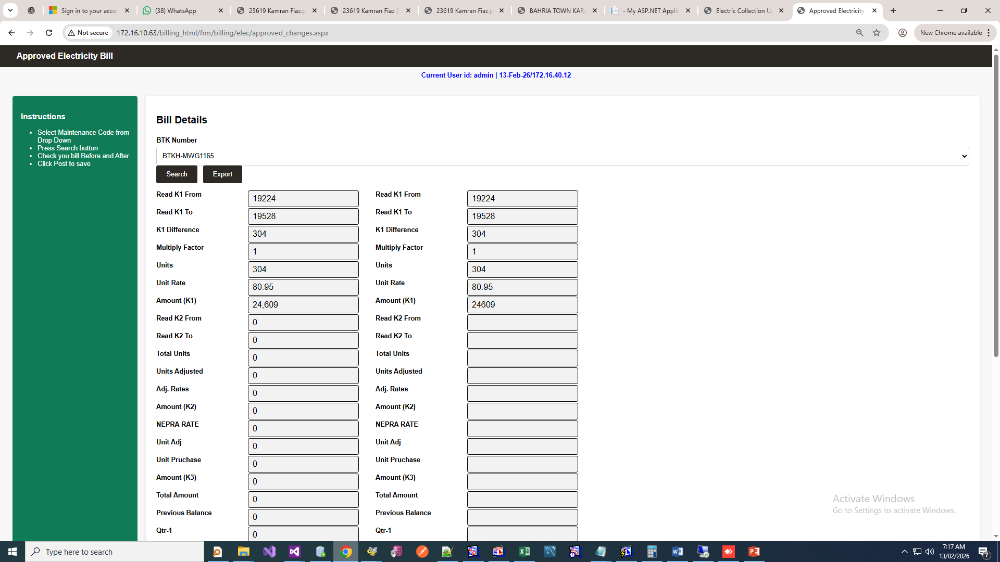 Sign in to your accou
(38) WhatsApp
23619 Kamran Fiaz.p
23619 Kamran Fiaz (
23619 Kamran Fiaz.p
BAHRIA TOWN KARA
- My ASP.NET Applic
Electric Collection U
Approved Electricity
Not secure
172.16.10.63/billing_html/frm/billing/elec/approved_changes.aspx
New Chrome available
Approved Electricity Bill
Current User id: admin | 13-Feb-26/172.16.40.12
Instructions
Select Maintenance Code from
Drop Down
Press Search button
Check you bill Before and After
Click Post to save
Bill Details
BTK Number
BTKH-MWG1165
Search Export
Read K1 From 19224 Read K1 From 19224
Read K1 To 19528 Read K1 To 19528
K1 Difference 304 K1 Difference 304
Multiply Factor 1 Multiply Factor 1
Units 304 Units 304
Unit Rate 80.95 Unit Rate 80.95
Amount (K1) 24,609 Amount (K1) 24609
Read K2 From 0 Read K2 From
Read K2 To 0 Read K2 To
Total Units 0 Total Units
Units Adjusted 0 Units Adjusted
Adj. Rates 0 Adj. Rates
Amount (K2) 0 Amount (K2)
NEPRA RATE 0 NEPRA RATE
Unit Adj 0 Unit Adj
Unit Pruchase 0 Unit Pruchase
Amount (K3) 0 Amount (K3)
Total Amount 0 Total Amount
Previous Balance 0 Previous Balance
Qtr-1 0 Qtr-1
Activate Windows
Go to Settings to activate Windows.
Type here to search
7:17 AM
13/02/2026
7